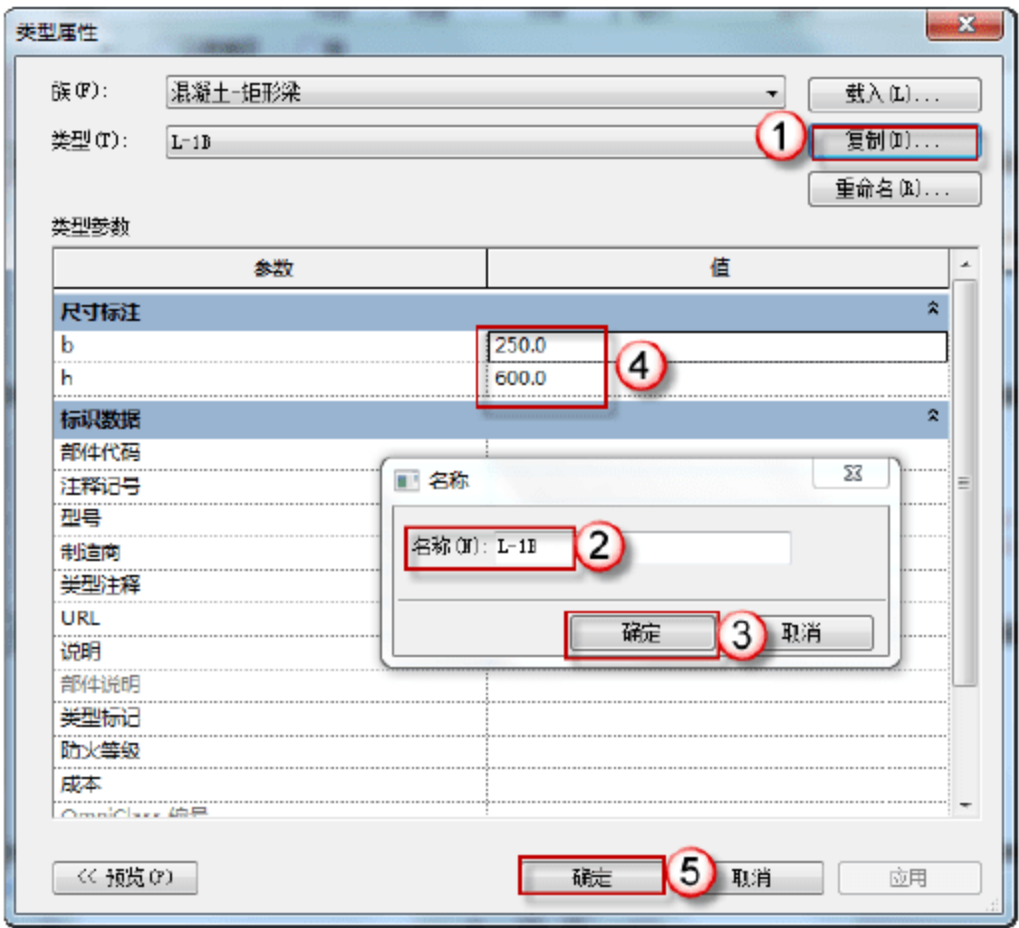 类型属性
族(F): 混凝土-矩形梁 载入(L)...
类型(T): L-1B ① 复制(D)...
重命名(R)...
类型参数
参数 值
尺寸标注
b 250.0
h 600.0
④
标识数据
部件代码
注释记号
型号
制造商
类型注释
URL
说明
部件说明
类型标记
防火等级
成本
OmniClass 编号
名称
名称(N): L-1B ②
确定 ③ 取消
<< 预览(P) 确定 ⑤ 取消 应用